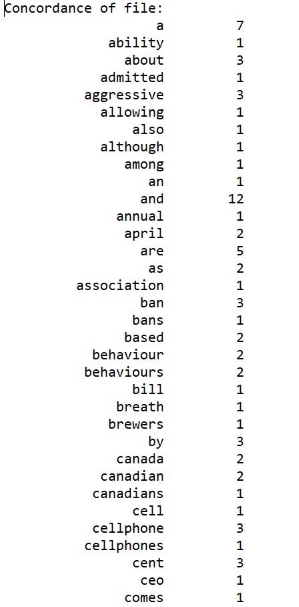 Concordance of file:
a 7
ability 1
about 3
admitted 1
aggressive 3
allowing 1
also 1
although 1
among 1
an 1
and 12
annual 1
april 2
are 5
as 2
association 1
ban 3
bans 1
based 2
behaviour 2
behaviours 2
bill 1
breath 1
brewers 1
by 3
canada 2
canadian 2
canadians 1
cell 1
cellphone 3
cellphones 1
cent 3
ceo 1
comes 1